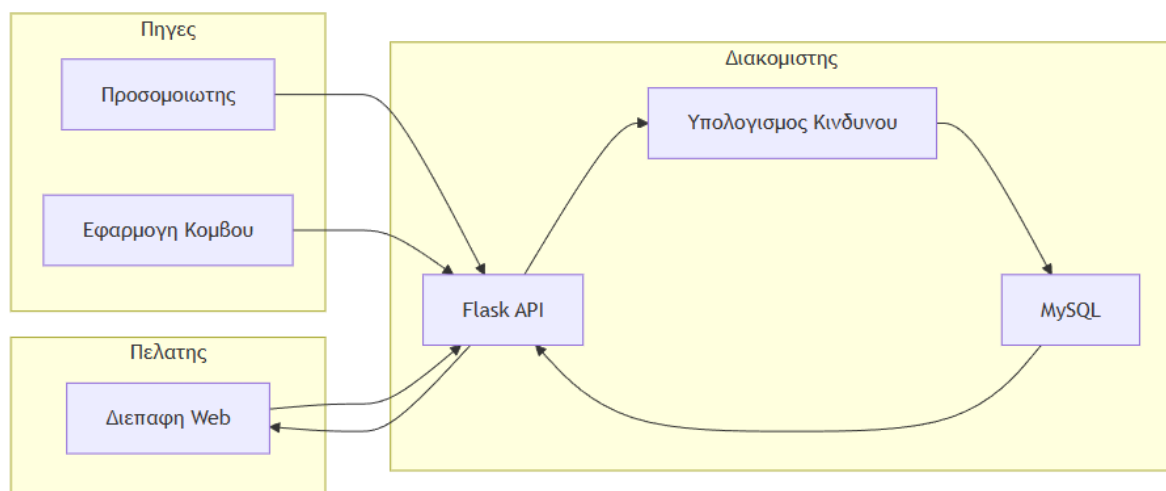 Πηγες
Προσομοιωτης
Εφαρμογη Κομβου
Πελατης
Διεπαφη Web
Διακομιστης
Υπολογισμος Κινδυνου
Flask API
MySQL